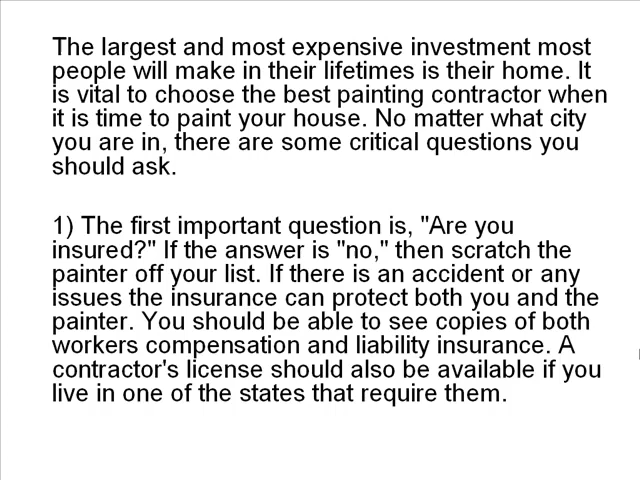 The largest and most expensive investment most
people will make in their lifetimes is their home. It
is vital to choose the best painting contractor when
it is time to paint your house. No matter what city
you are in, there are some critical questions you
should ask.
1) The first important question is, "Are you
insured?" If the answer is "no," then scratch the
painter off your list. If there is an accident or any
issues the insurance can protect both you and the
painter. You should be able to see copies of both
workers compensation and liability insurance. A
contractor's license should also be available if you
live in one of the states that require them.